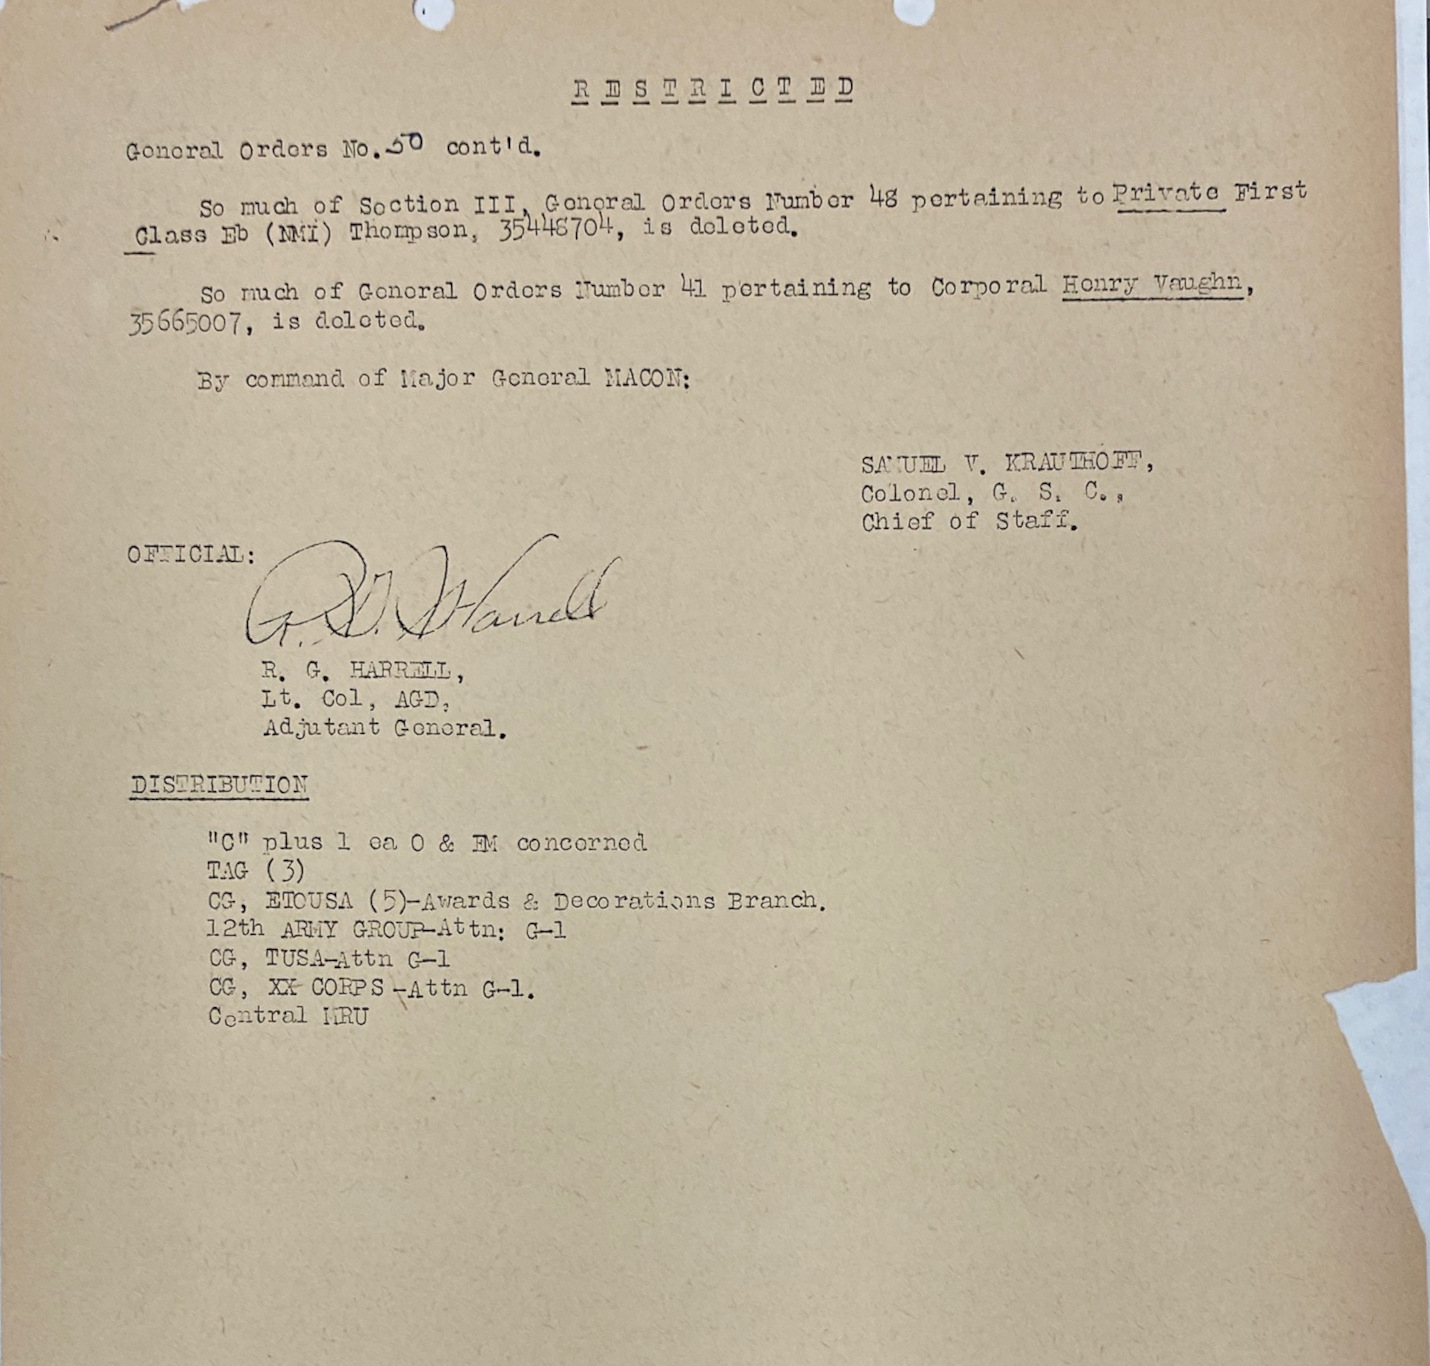 R E S T R I C T E D
General Orders No. 50 cont'd.
So much of Section III, General Orders Number 48 pertaining to Private First
Class Eb (NMI) Thompson, 35448704, is deleted.
So much of General Orders Number 41 pertaining to Corporal Henry Vaughn,
35665007, is deleted.
By command of Major General MACON:
SAMUEL V. KRAUTHOFF,
Colonel, G. S. C.,
Chief of Staff.
OFFICIAL:
R. G. Harrell
R. G. HARRELL,
Lt. Col, AGD,
Adjutant General.
DISTRIBUTION
"C" plus 1 ea O & EM concerned
TAG (3)
CG, ETOUSA (5)-Awards & Decorations Branch.
12th ARMY GROUP-Attn: G-1
CG, TUSA-Attn G-1
CG, XX CORPS -Attn G-1.
Central MRU